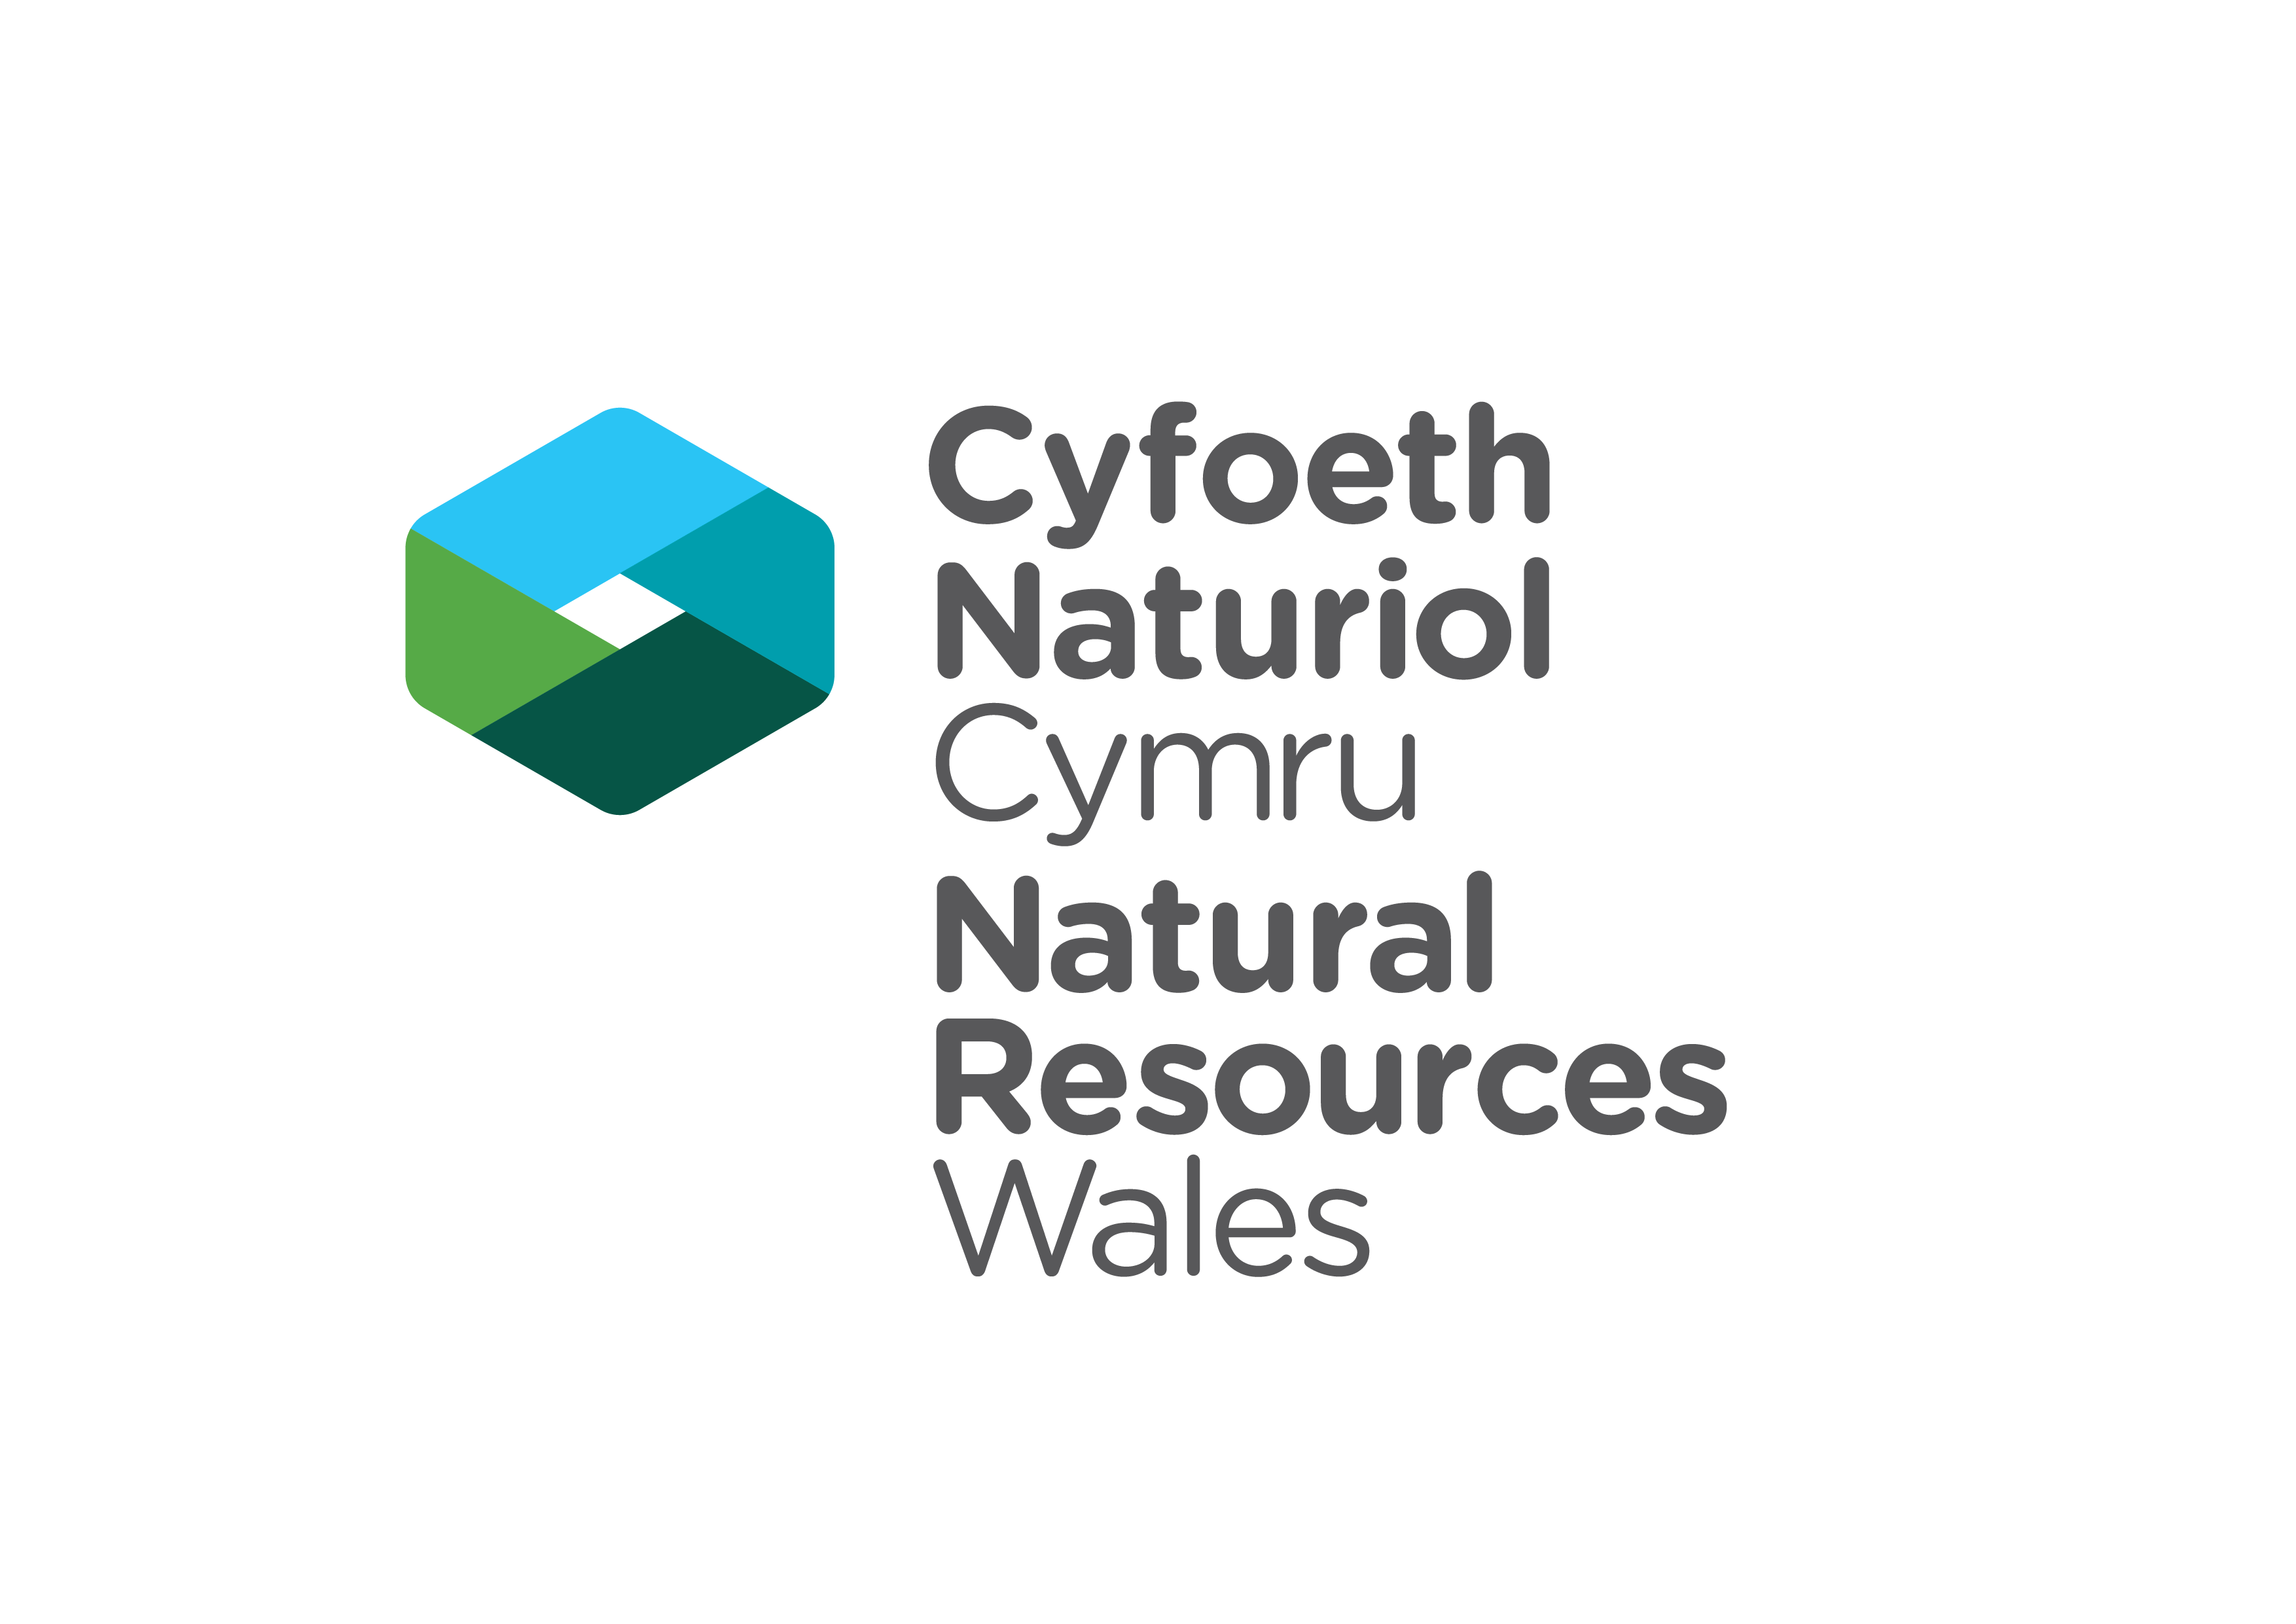 Cyfoeth
Naturiol
Cymru
Natural
Resources
Wales